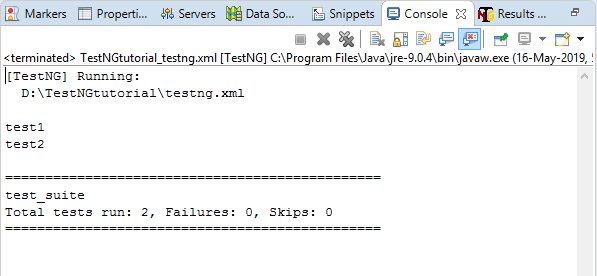 Markers Properti... Servers Data So... Snippets Console Results ...
<terminated> TestNGtutorial_testng.xml [TestNG] C:\Program Files\Java\jre-9.0.4\bin\javaw.exe (16-May-2019,
[TestNG] Running:
D:\TestNGtutorial\testng.xml
test1
test2
===============================================
test_suite
Total tests run: 2, Failures: 0, Skips: 0
===============================================